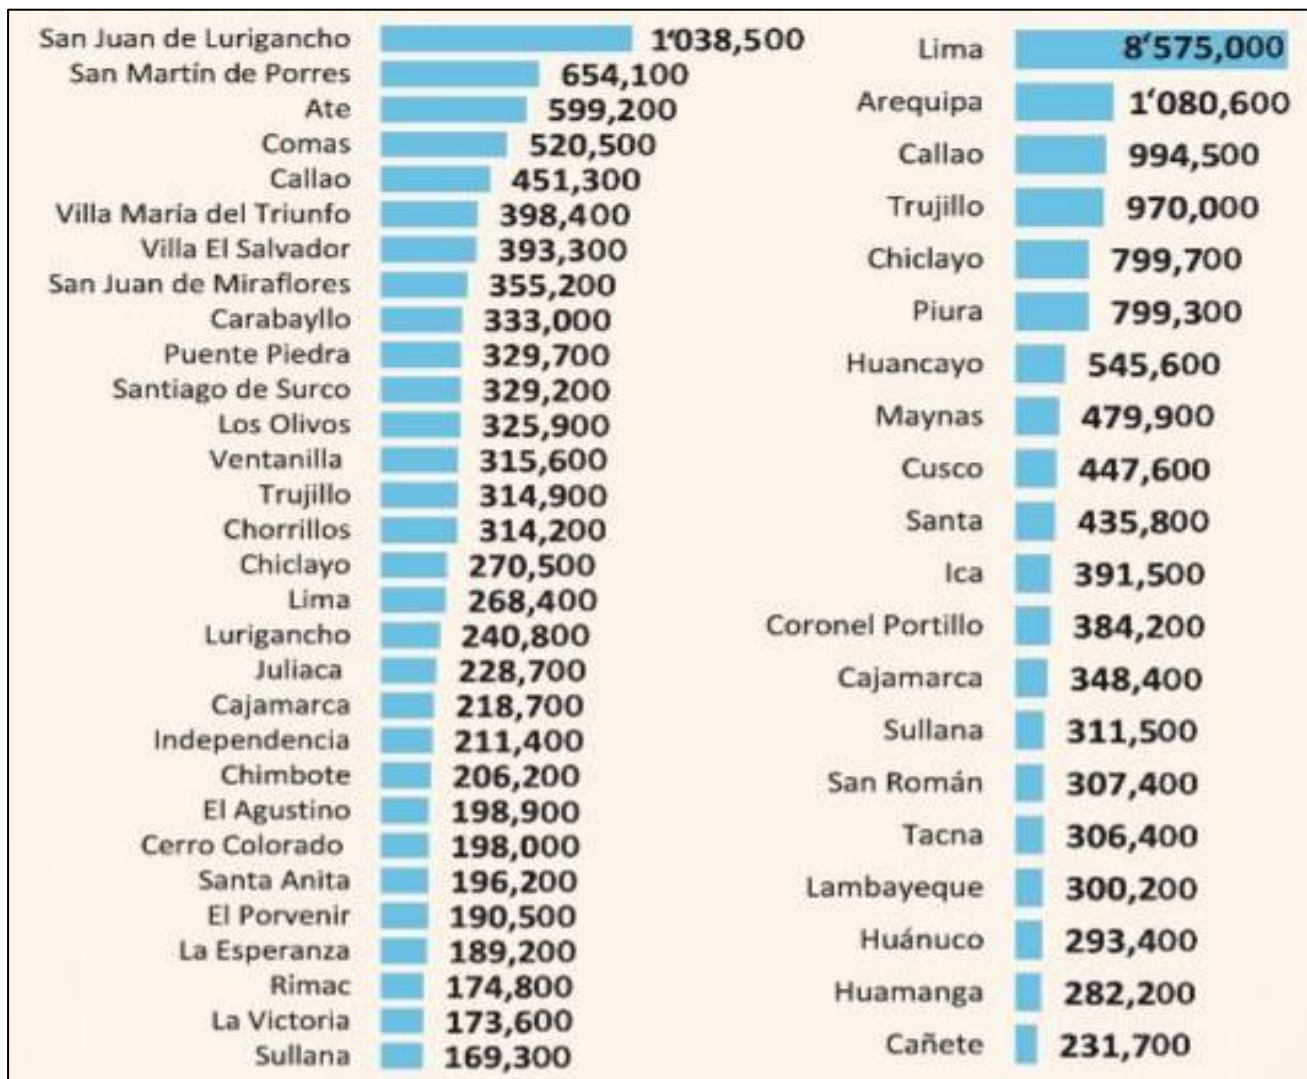 San Juan de Lurigancho 1'038,500
San Martín de Porres 654,100
Ate 599,200
Comas 520,500
Callao 451,300
Villa María del Triunfo 398,400
Villa El Salvador 393,300
San Juan de Miraflores 355,200
Carabayllo 333,000
Puente Piedra 329,700
Santiago de Surco 329,200
Los Olivos 325,900
Ventanilla 315,600
Trujillo 314,900
Chorrillos 314,200
Chiclayo 270,500
Lima 268,400
Lurigancho 240,800
Juliaca 228,700
Cajamarca 218,700
Independencia 211,400
Chimbote 206,200
El Agustino 198,900
Cerro Colorado 198,000
Santa Anita 196,200
El Porvenir 190,500
La Esperanza 189,200
Rimac 174,800
La Victoria 173,600
Sullana 169,300
Lima 8'575,000
Arequipa 1'080,600
Callao 994,500
Trujillo 970,000
Chiclayo 799,700
Piura 799,300
Huancayo 545,600
Maynas 479,900
Cusco 447,600
Santa 435,800
Ica 391,500
Coronel Portillo 384,200
Cajamarca 348,400
Sullana 311,500
San Román 307,400
Tacna 306,400
Lambayeque 300,200
Huánuco 293,400
Huamanga 282,200
Cañete 231,700